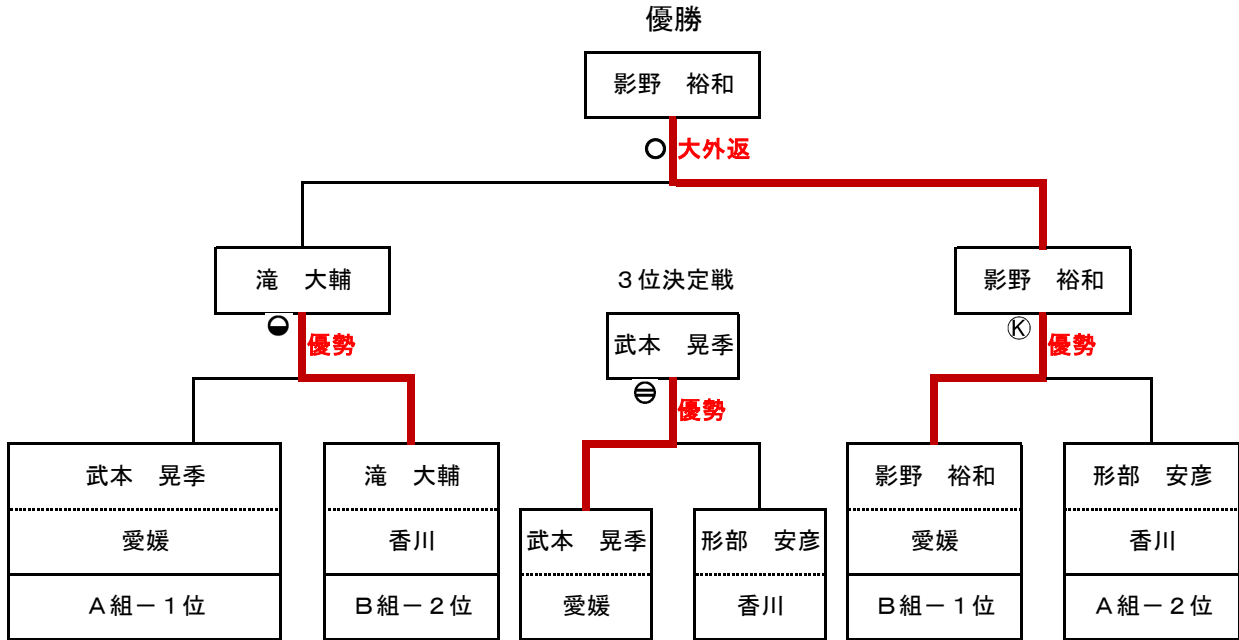 優勝
影野　裕和
○ 大外返
滝　大輔
３位決定戦
影野　裕和
優勢
武本　晃季
Ⓚ 優勢
優勢
武本　晃季
滝　大輔
影野　裕和
形部　安彦
愛媛
香川
武本　晃季
形部　安彦
愛媛
香川
Ａ組－１位
Ｂ組－２位
愛媛
香川
Ｂ組－１位
Ａ組－２位